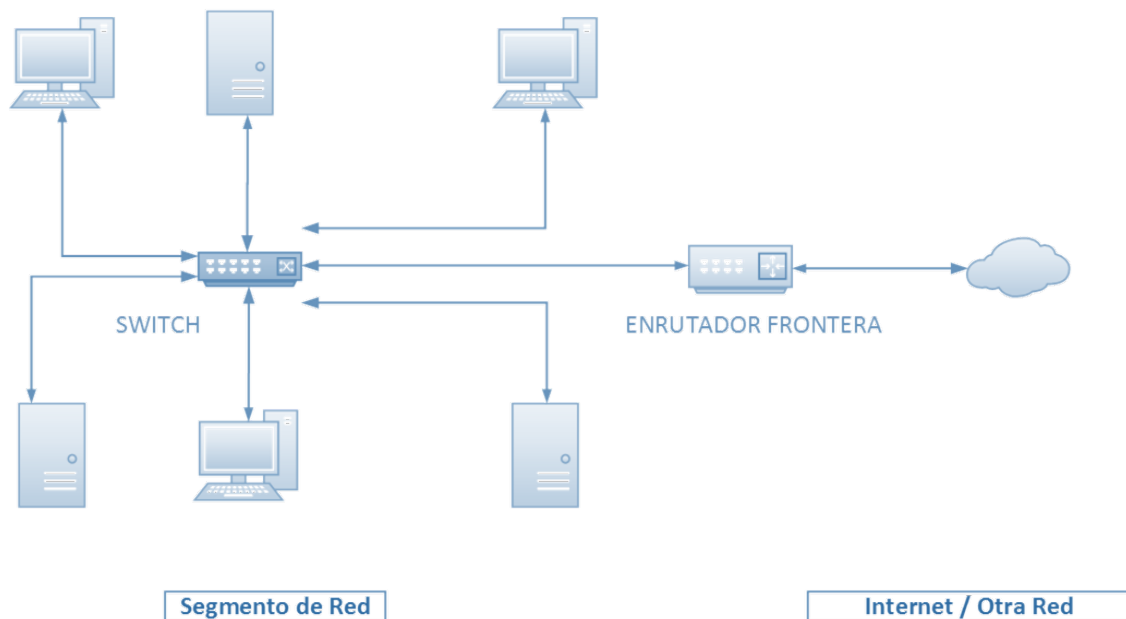 SWITCH
ENRUTADOR FRONTERA
Segmento de Red
Internet / Otra Red